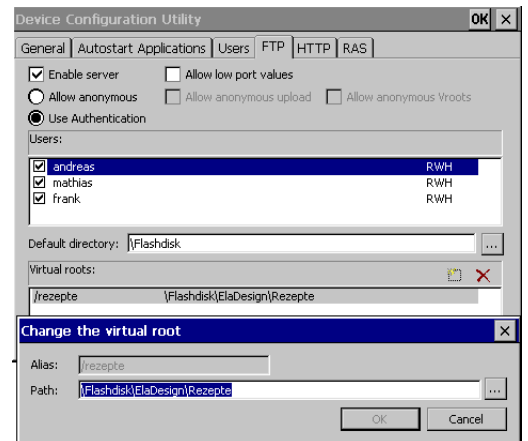 Device Configuration Utility OK ×
General Autostart Applications Users FTP HTTP RAS
Enable server Allow low port values
Allow anonymous Allow anonymous upload Allow anonymous Vroots
Use Authentication
Users:
andreas RWH
mathias RWH
frank RWH
Default directory: \Flashdisk ...
Virtual roots:
/rezepte \Flashdisk\ElaDesign\Rezepte
Change the virtual root ×
Alias: /rezepte
Path: \Flashdisk\ElaDesign\Rezepte ...
OK Cancel